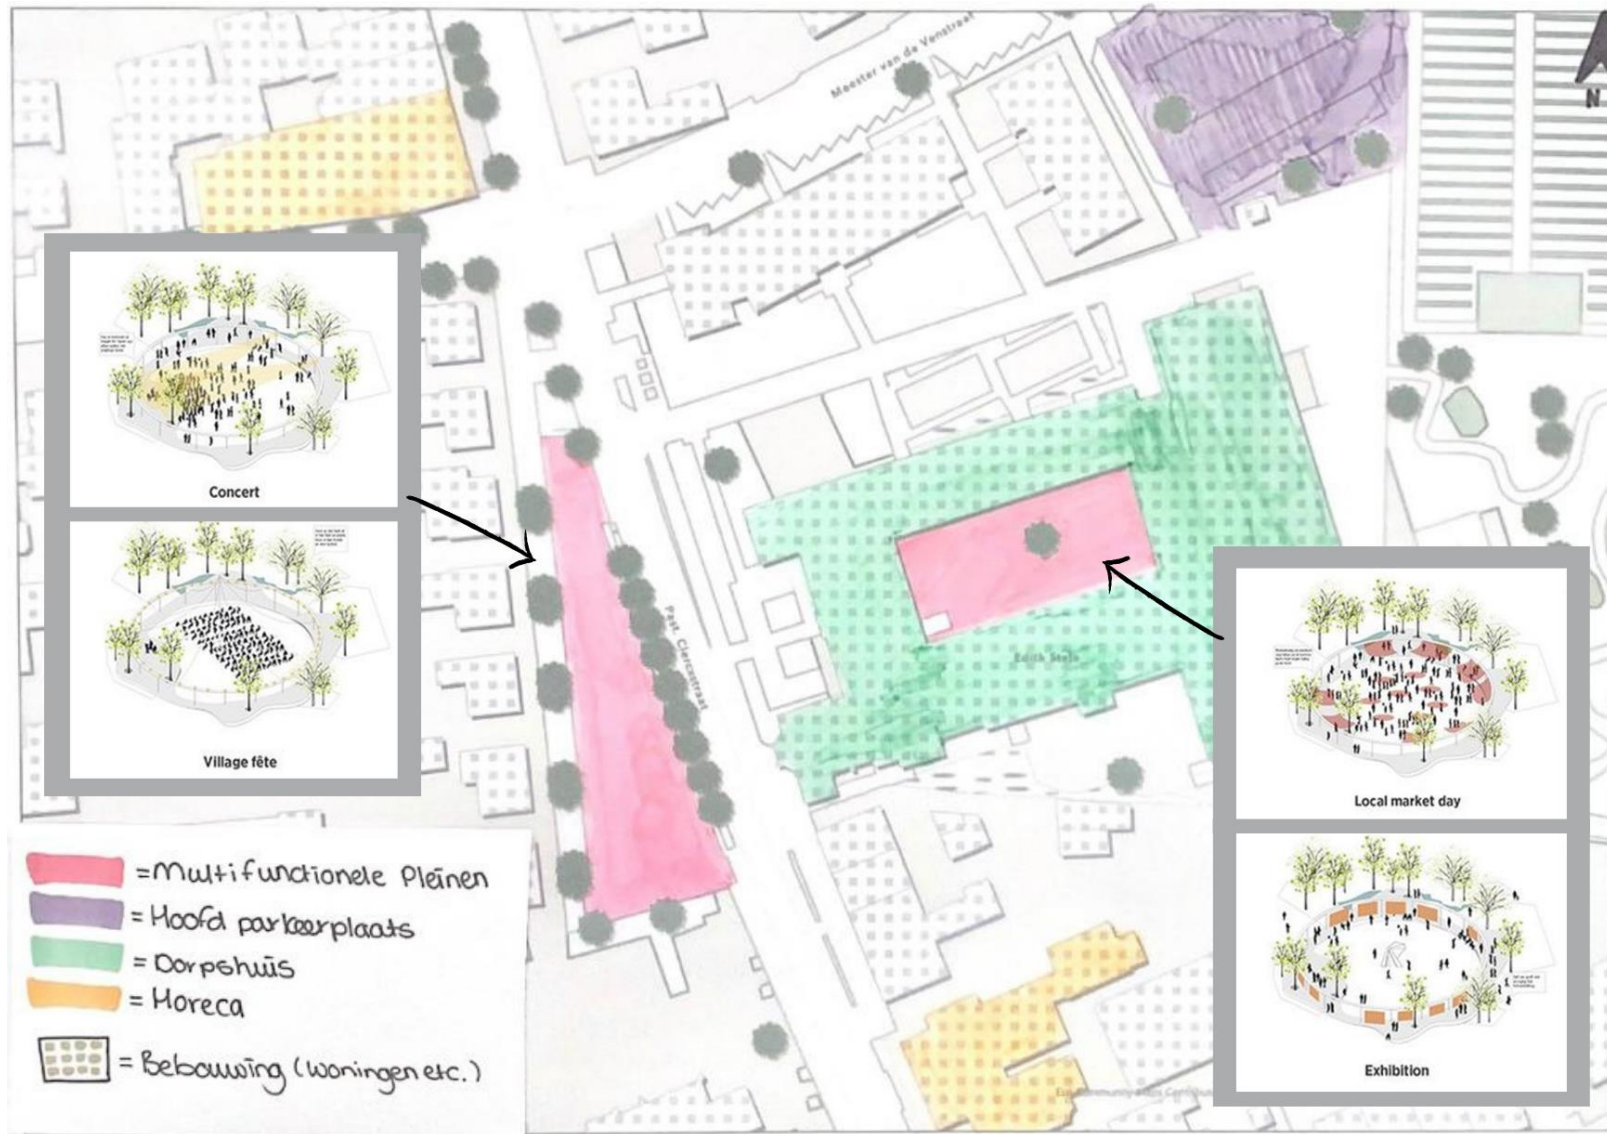 Meester van de Venstraat
N
Concert
Village fête
Past. Clercxstraat
Edith Stein
Local market day
Exhibition
= Multifunctionele Pleinen
= Hoofd parkeerplaats
= Dorpshuis
= Horeca
= Bebouwing (woningen etc.)